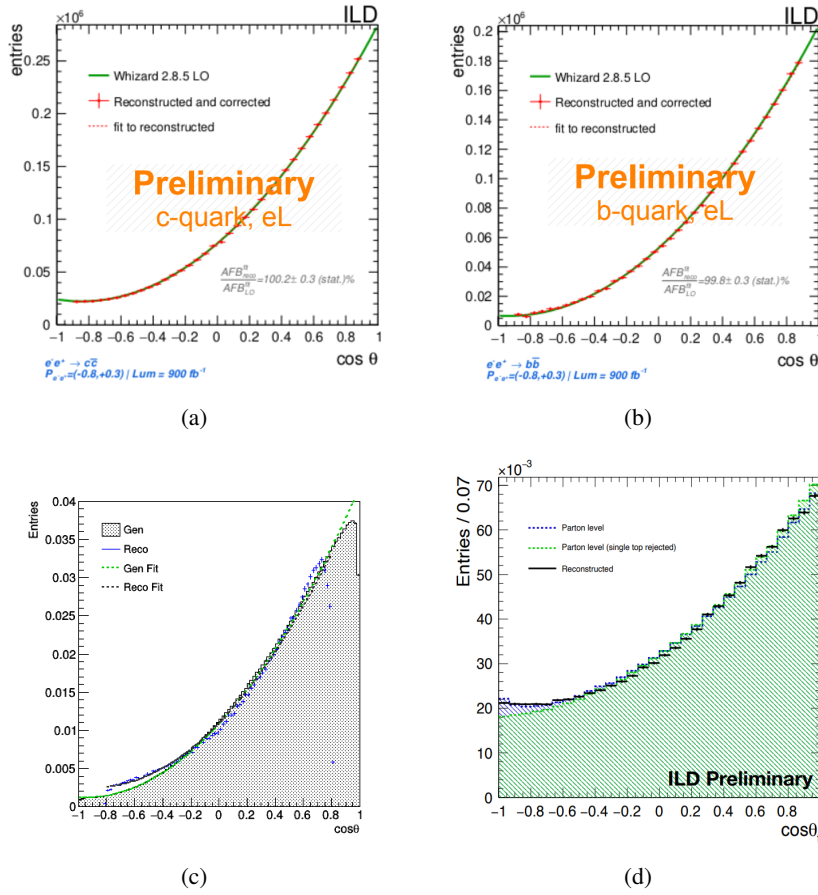 ×10⁶
ILD
entries
Whizard 2.8.5 LO
Reconstructed and corrected
fit to reconstructed
Preliminary
c-quark, eL
AFB^fit_reco / AFB^fit_LO =100.2± 0.3 (stat.)%
0.25
0.2
0.15
0.1
0.05
0
−1 −0.8 −0.6 −0.4 −0.2 0 0.2 0.4 0.6 0.8 1
cos θ
e⁻e⁺ → cc̅
P_e⁻e⁺=(-0.8,+0.3) | Lum = 900 fb⁻¹
(a)
×10⁶
ILD
entries
Whizard 2.8.5 LO
Reconstructed and corrected
fit to reconstructed
Preliminary
b-quark, eL
AFB^fit_reco / AFB^fit_LO =99.8± 0.3 (stat.)%
0.2
0.18
0.16
0.14
0.12
0.1
0.08
0.06
0.04
0.02
0
−1 −0.8 −0.6 −0.4 −0.2 0 0.2 0.4 0.6 0.8 1
cos θ
e⁻e⁺ → bb̅
P_e⁻e⁺=(-0.8,+0.3) | Lum = 900 fb⁻¹
(b)
Entries
Gen
Reco
Gen Fit
Reco Fit
0.04
0.035
0.03
0.025
0.02
0.015
0.01
0.005
0
−1 −0.8 −0.6 −0.4 −0.2 0 0.2 0.4 0.6 0.8 1
cosθ
(c)
×10⁻³
Entries / 0.07
Parton level
Parton level (single top rejected)
Reconstructed
70
60
50
40
30
20
10
0
ILD Preliminary
−1 −0.8 −0.6 −0.4 −0.2 0 0.2 0.4 0.6 0.8
cosθ
(d)